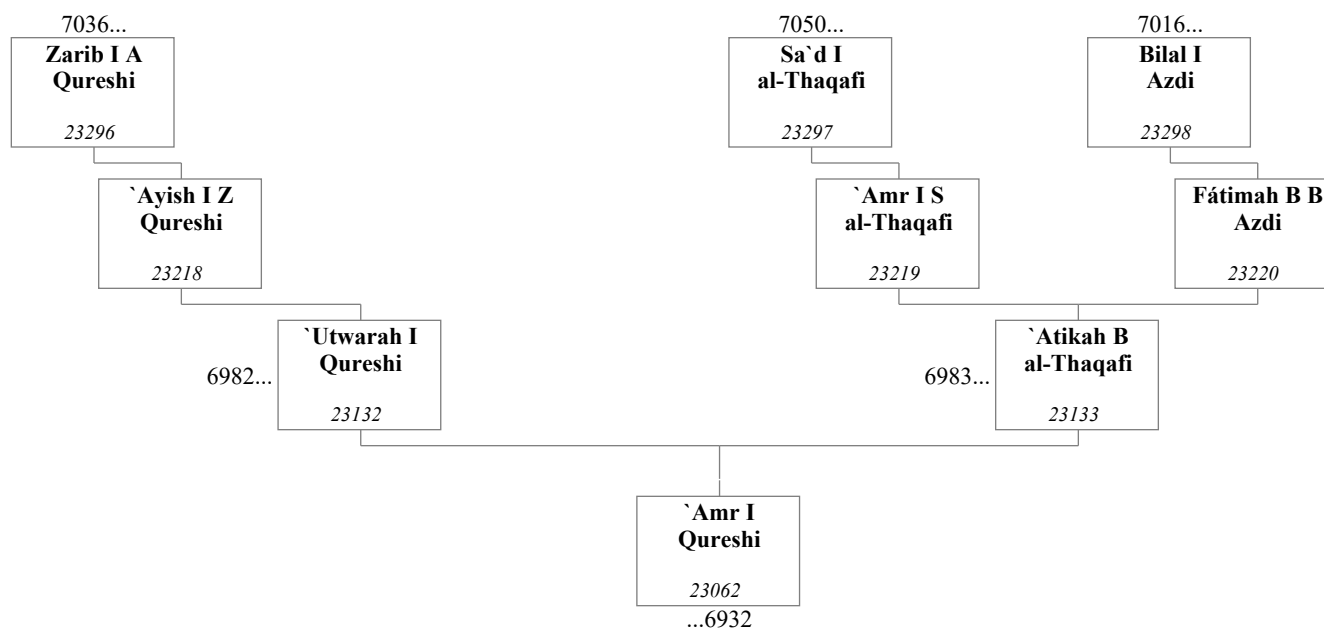 7036...
7050...
7016...
Zarib I A
Qureshi
23296
Sa`d I
al-Thaqafi
23297
Bilal I
Azdi
23298
`Ayish I Z
Qureshi
23218
`Amr I S
al-Thaqafi
23219
Fátimah B B
Azdi
23220
6982...
`Utwarah I
Qureshi
23132
6983...
`Atikah B
al-Thaqafi
23133
`Amr I
Qureshi
23062
...6932